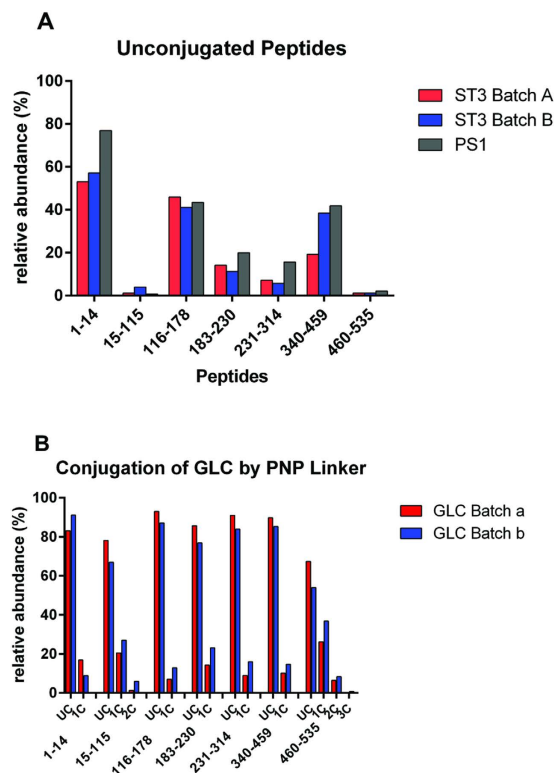 A
Unconjugated Peptides
relative abundance (%)
100
80
60
40
20
0
1-14
15-115
116-178
183-230
231-314
340-459
460-535
Peptides
ST3 Batch A
ST3 Batch B
PS1
B
Conjugation of GLC by PNP Linker
relative abundance (%)
100
80
60
40
20
0
UC 1C UC 1C 2C UC 1C UC 1C UC 1C UC 1C UC 1C 2C 3C
1-14
15-115
116-178
183-230
231-314
340-459
460-535
GLC Batch a
GLC Batch b